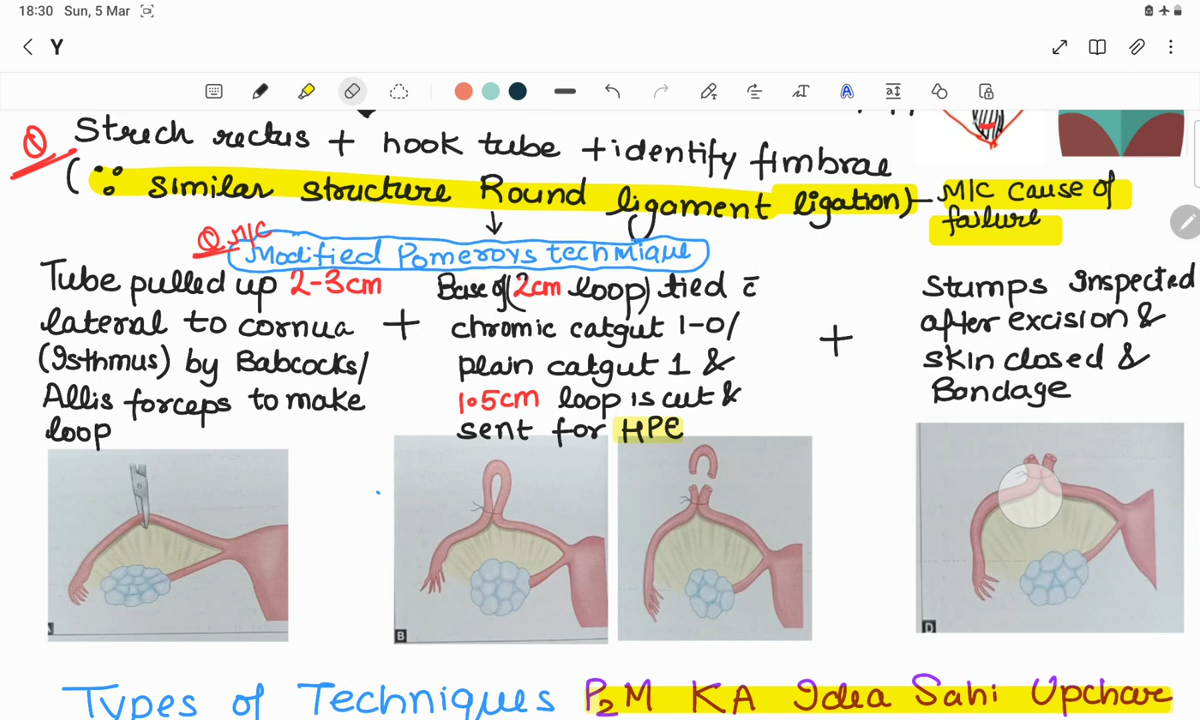 18:30 Sun, 5 Mar
Y
Q Strech rectus + hook tube + identify fimbrae
(∵ similar structure Round ligament ligation) – M/C cause of failure
↓
Q M/C Modified Pomeroys technique
Tube pulled up 2-3cm
lateral to cornua
(Isthmus) by Babcocks/
Allis forceps to make
loop
+
Base of (2cm loop) tied c̄
chromic catgut 1-0/
plain catgut 1 &
1.5cm loop is cut &
sent for HPE
+
Stumps inspected
after excision &
skin closed &
Bondage
B
D
Types of Techniques P2M KA Idea Sahi Upchare